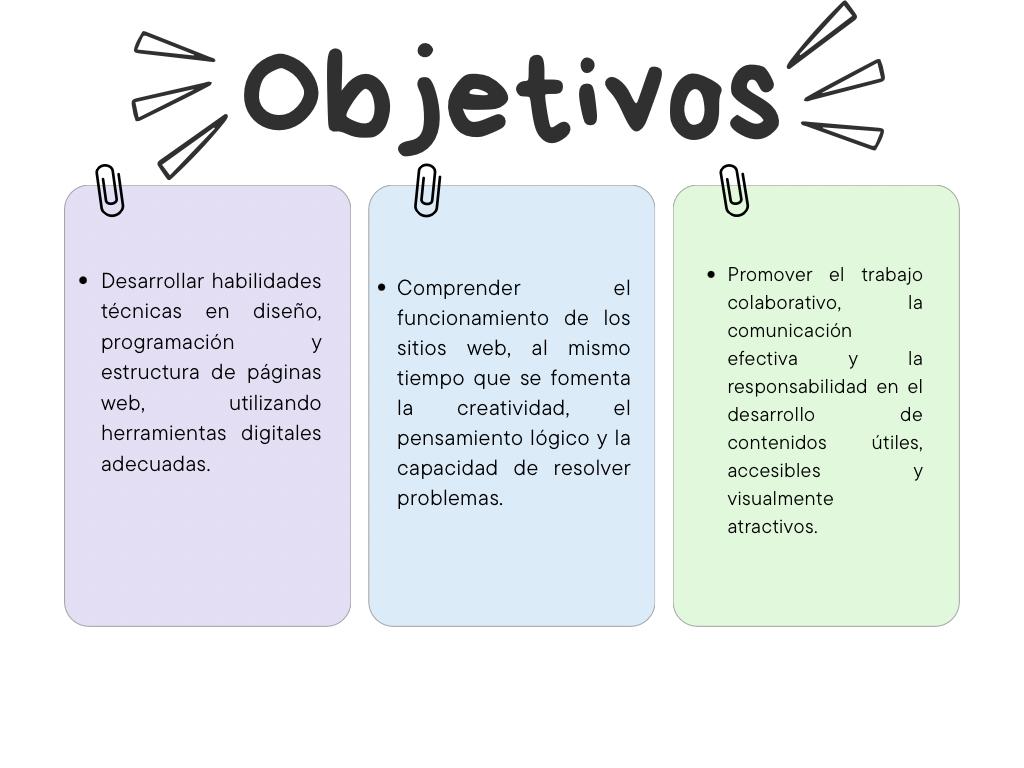 Objetivos
• Desarrollar habilidades
técnicas en diseño,
programación y
estructura de páginas
web, utilizando
herramientas digitales
adecuadas.
• Comprender el
funcionamiento de los
sitios web, al mismo
tiempo que se fomenta
la creatividad, el
pensamiento lógico y la
capacidad de resolver
problemas.
• Promover el trabajo
colaborativo, la
comunicación
efectiva y la
responsabilidad en el
desarrollo de
contenidos útiles,
accesibles y
visualmente
atractivos.